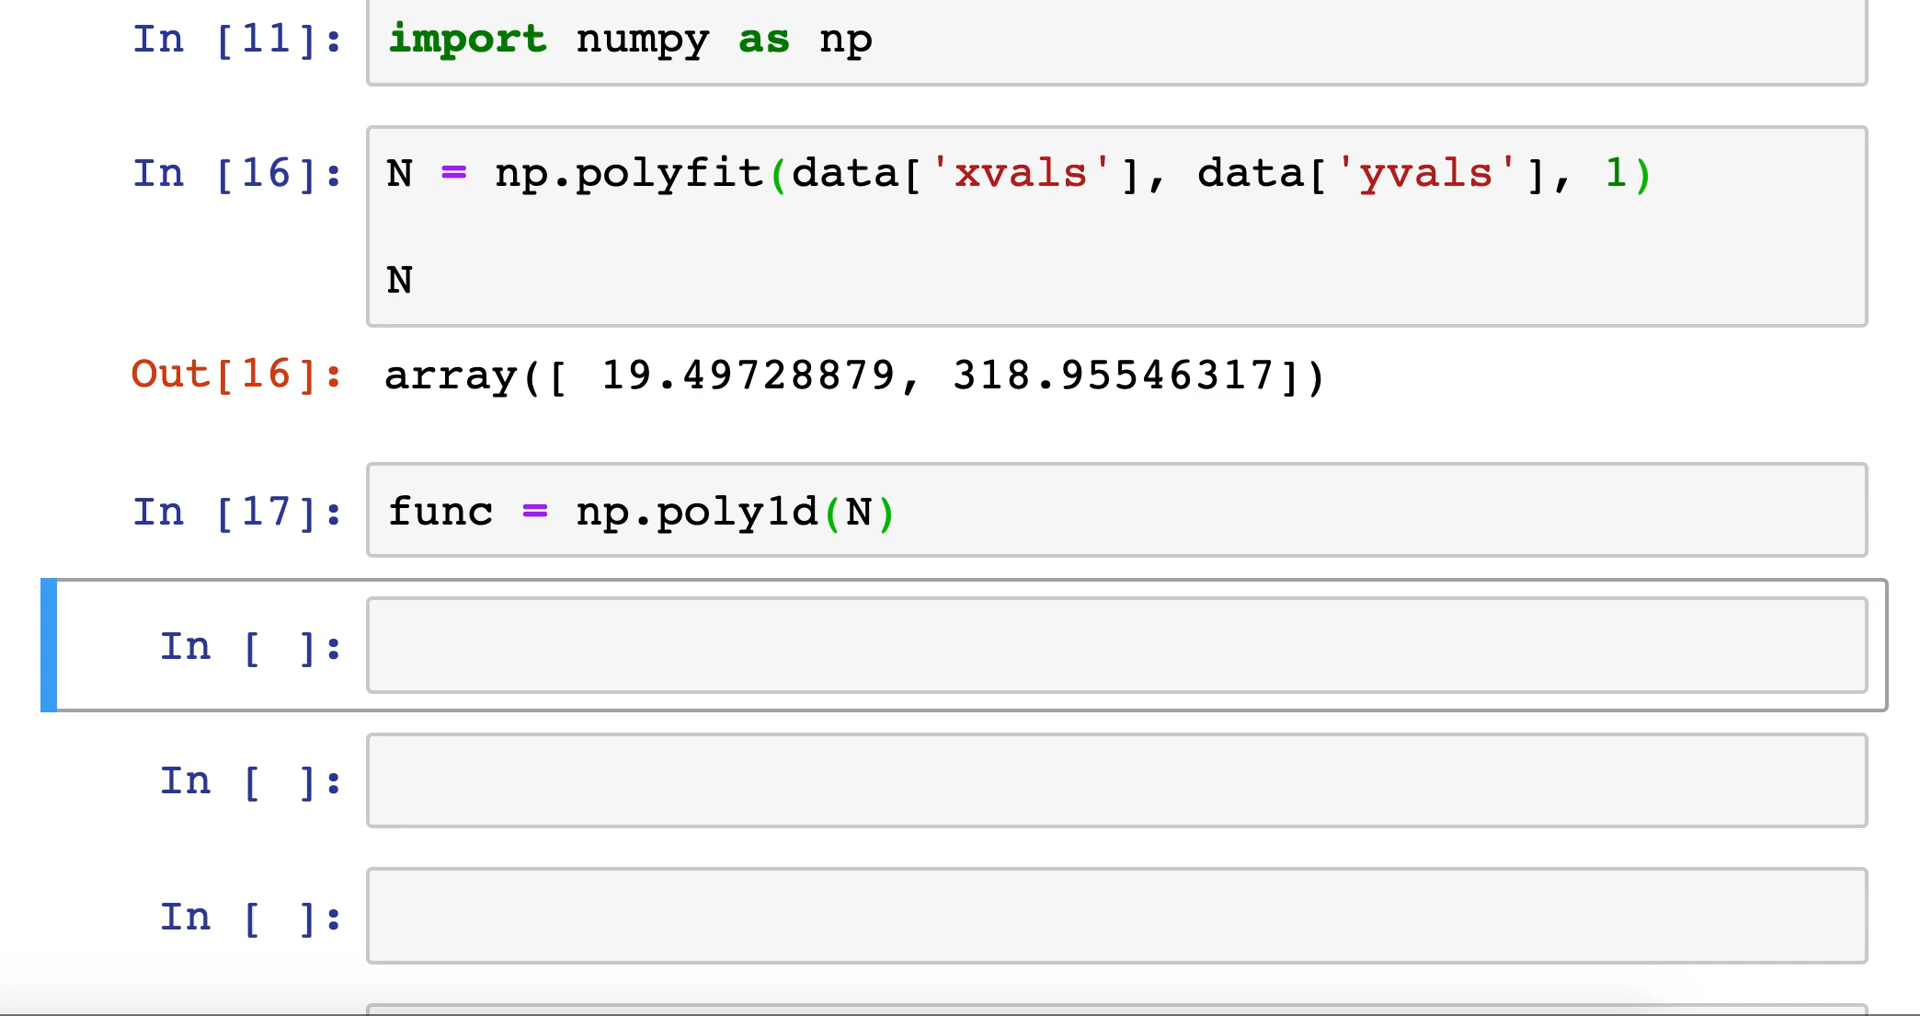 In [11]: import numpy as np
In [16]: N = np.polyfit(data['xvals'], data['yvals'], 1)
N
Out[16]: array([ 19.49728879, 318.95546317])
In [17]: func = np.poly1d(N)
In [ ]:
In [ ]:
In [ ]: